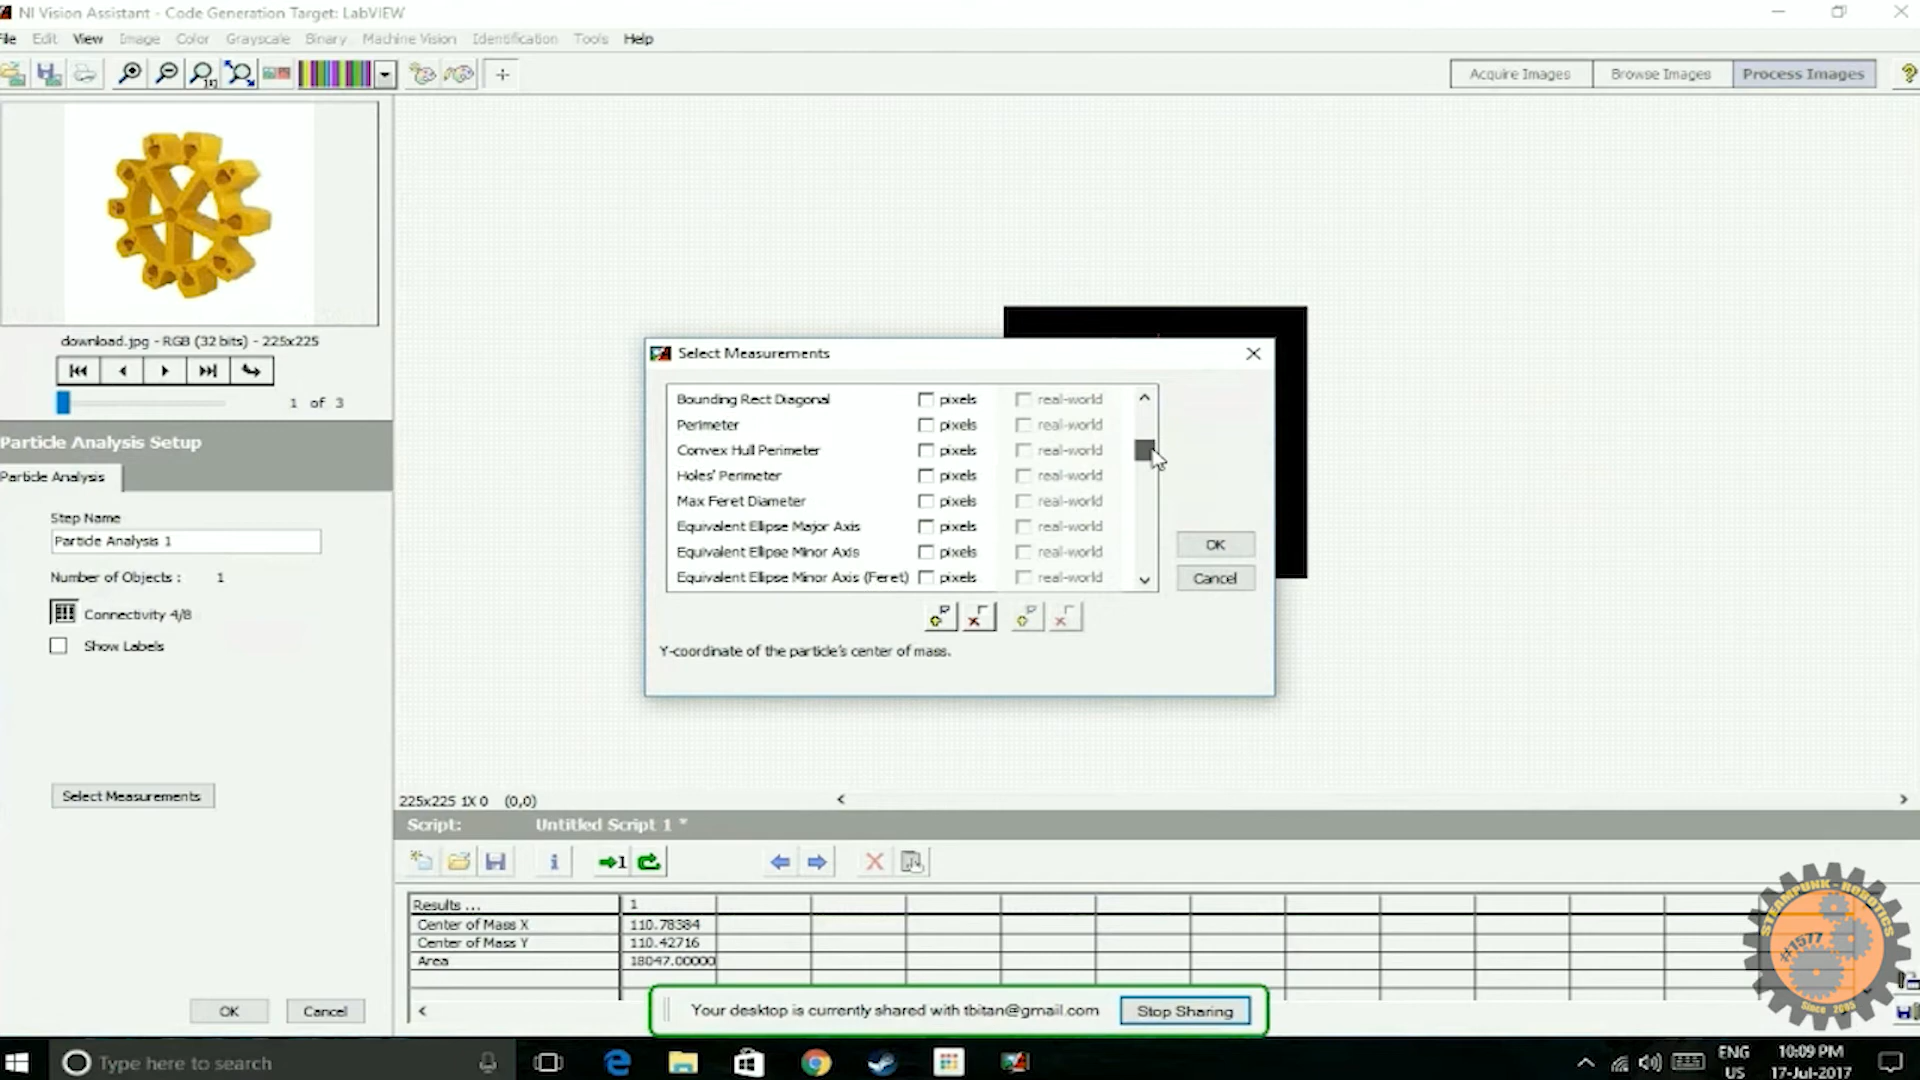 NI Vision Assistant - Code Generation Target: LabVIEW
File Edit View Image Color Grayscale Binary Machine Vision Identification Tools Help
Acquire Images Browse Images Process Images
download.jpg - RGB (32 bits) - 225x225
1 of 3
Particle Analysis Setup
Particle Analysis
Step Name
Particle Analysis 1
Number of Objects : 1
Connectivity 4/8
Show Labels
Select Measurements
OK Cancel
Select Measurements
Bounding Rect Diagonal pixels real-world
Perimeter pixels real-world
Convex Hull Perimeter pixels real-world
Holes' Perimeter pixels real-world
Max Feret Diameter pixels real-world
Equivalent Ellipse Major Axis pixels real-world
Equivalent Ellipse Minor Axis pixels real-world
Equivalent Ellipse Minor Axis (Feret) pixels real-world
OK
Cancel
Y-coordinate of the particle's center of mass.
225x225 1X 0 (0,0)
Script: Untitled Script 1 *
1
Results ... 1
Center of Mass X 110.78384
Center of Mass Y 110.42716
Area 18047.00000
Your desktop is currently shared with tbitan@gmail.com Stop Sharing
STEAMPUNK-ROBOTICS
#1577
Since 2005
Type here to search
ENG
US
10:09 PM
17-Jul-2017